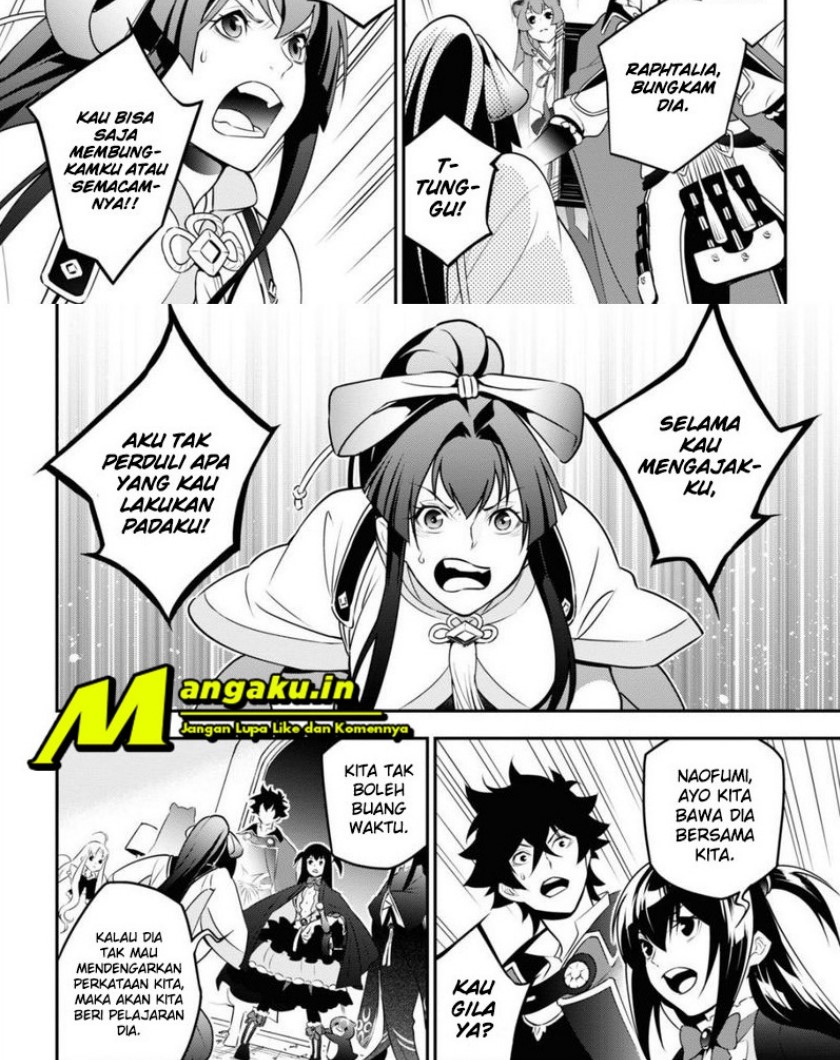 RAPHTALIA,
BUNGKAM
DIA.
T-
TUNG-
GU!
KAU BISA
SAJA
MEMBUNG-
KAMKU ATAU
SEMACAM-
NYA!!
SELAMA
KAU
MENGAJAK-
KU,
AKU TAK
PERDULI APA
YANG KAU
LAKUKAN
PADAKU!
Mangaku.in
Jangan Lupa Like dan Komennya
NAOFUMI,
AYO KITA
BAWA DIA
BERSAMA
KITA.
KAU
GILA
YA?
KITA TAK
BOLEH
BUANG
WAKTU.
KALAU DIA
TAK MAU
MENDENGARKAN
PERKATAAN KITA,
MAKA AKAN KITA
BERI PELAJARAN
DIA.